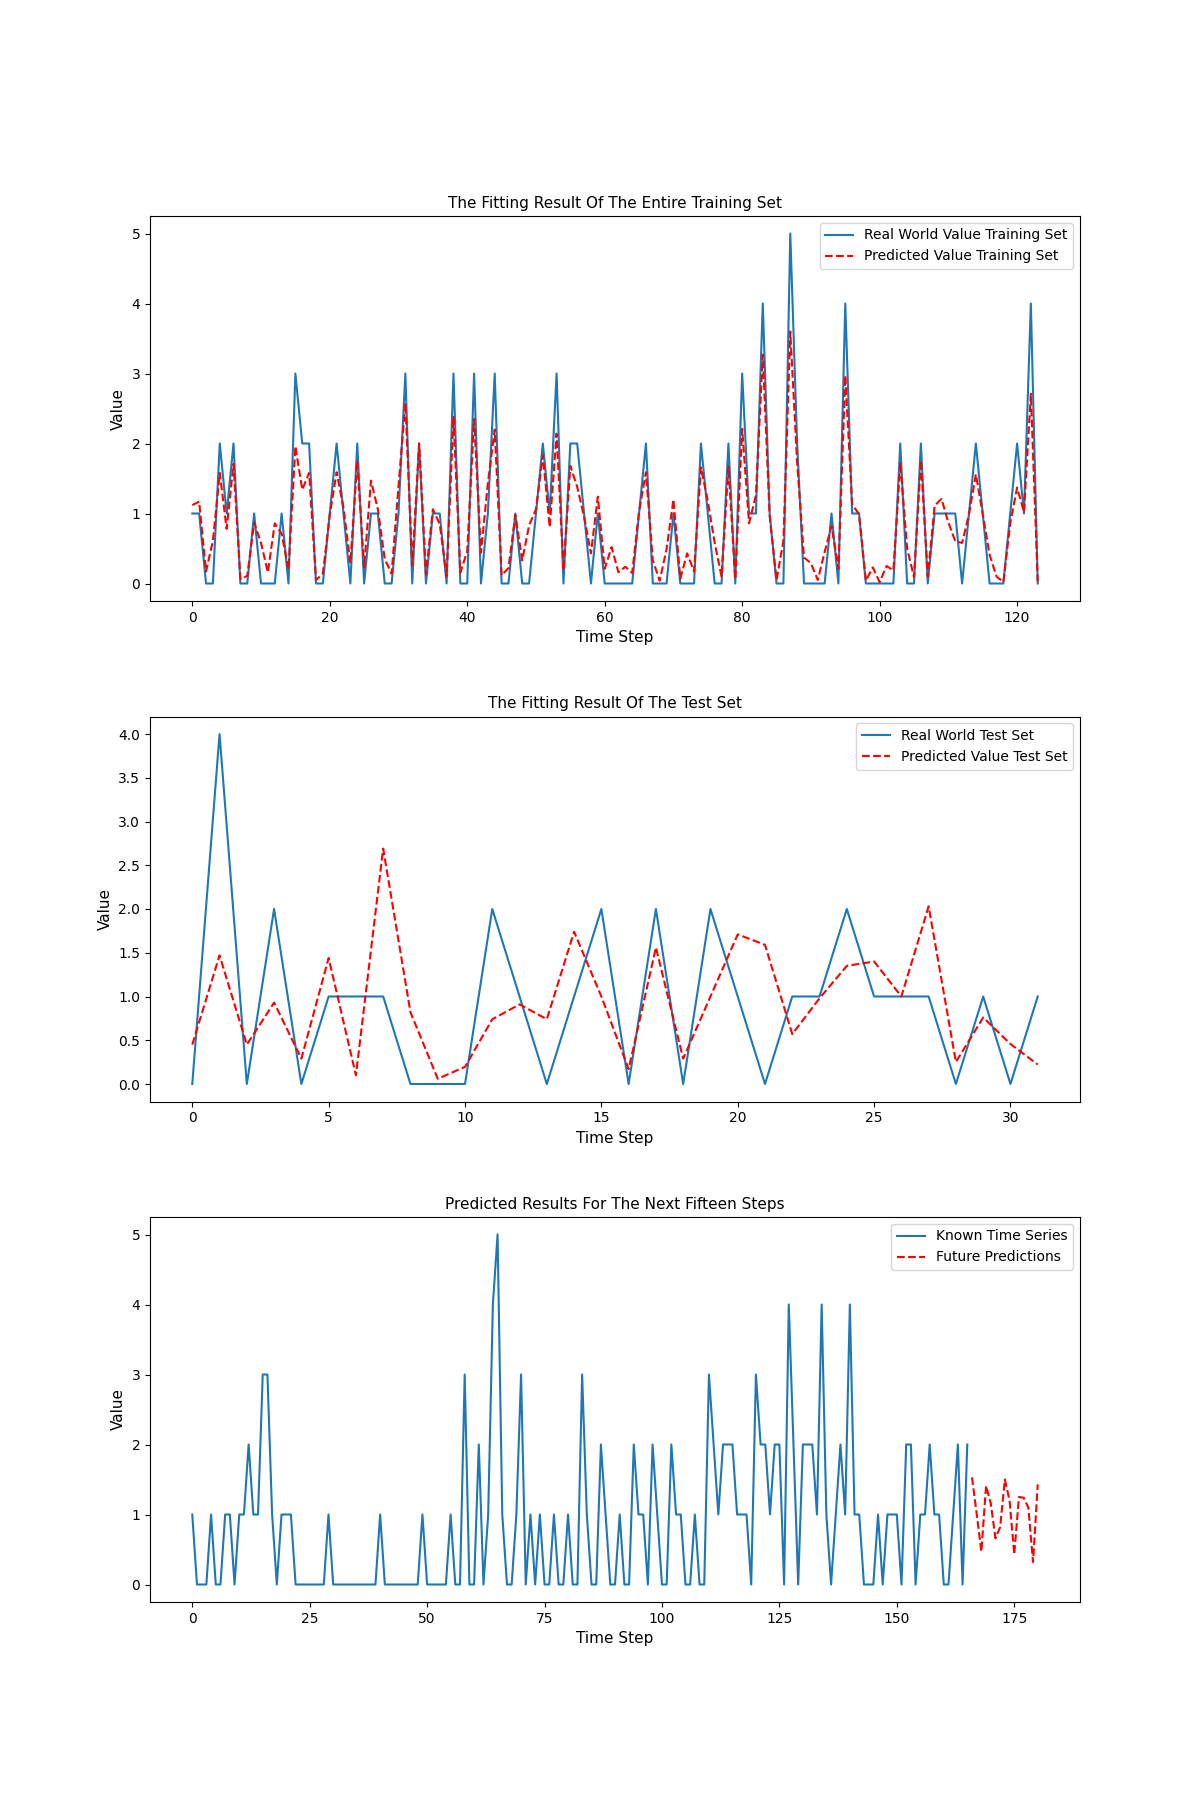 The Fitting Result Of The Entire Training Set
Real World Value Training Set
Predicted Value Training Set
5
4
3
2
1
0
Value
0 20 40 60 80 100 120
Time Step
The Fitting Result Of The Test Set
Real World Test Set
Predicted Value Test Set
4.0
3.5
3.0
2.5
2.0
1.5
1.0
0.5
0.0
Value
0 5 10 15 20 25 30
Time Step
Predicted Results For The Next Fifteen Steps
Known Time Series
Future Predictions
5
4
3
2
1
0
Value
0 25 50 75 100 125 150 175
Time Step